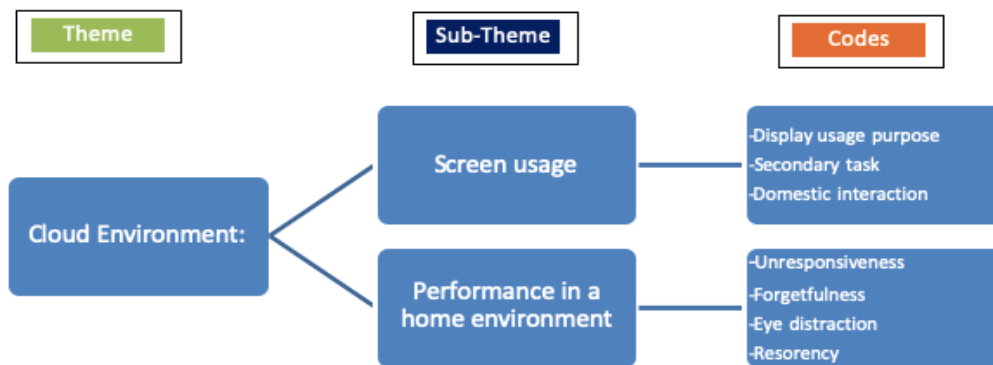 Theme
Sub-Theme
Codes
Cloud Environment:
Screen usage
-Display usage purpose
-Secondary task
-Domestic interaction
Performance in a
home environment
-Unresponsiveness
-Forgetfulness
-Eye distraction
-Resorency